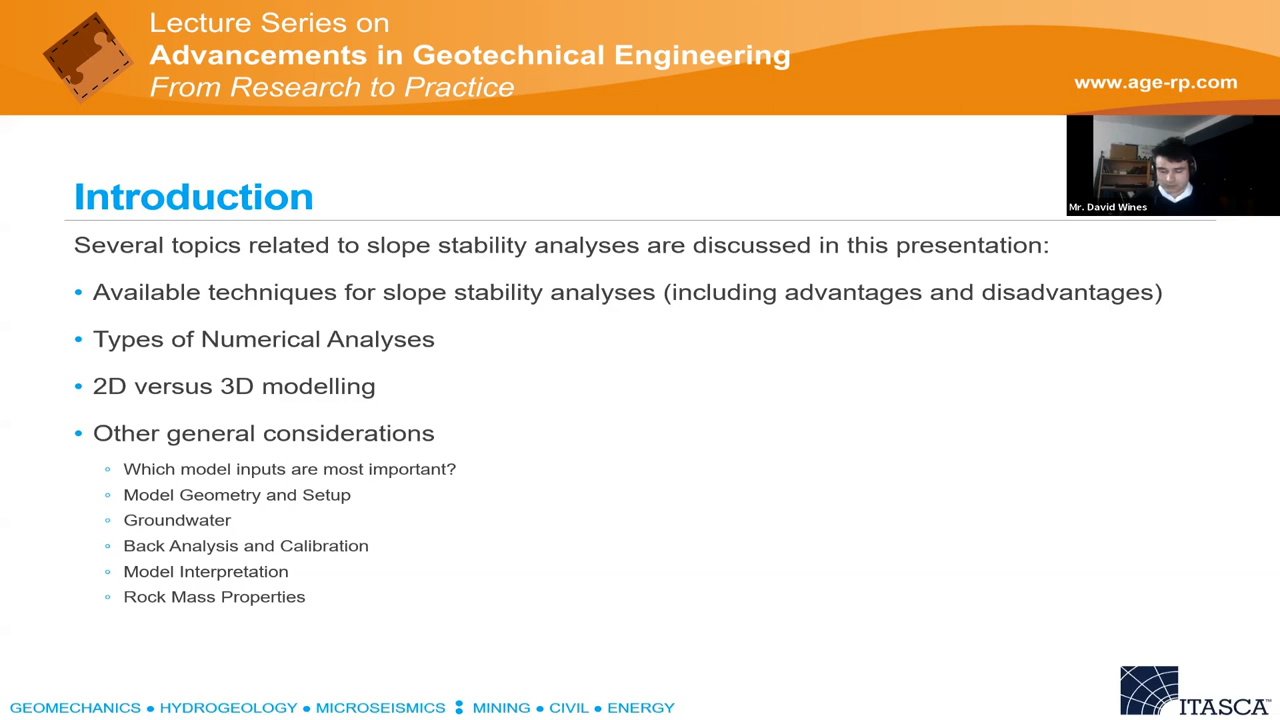 Lecture Series on
Advancements in Geotechnical Engineering
From Research to Practice
www.age-rp.com
Mr. David Wines
Introduction
Several topics related to slope stability analyses are discussed in this presentation:
• Available techniques for slope stability analyses (including advantages and disadvantages)
• Types of Numerical Analyses
• 2D versus 3D modelling
• Other general considerations
◦ Which model inputs are most important?
◦ Model Geometry and Setup
◦ Groundwater
◦ Back Analysis and Calibration
◦ Model Interpretation
◦ Rock Mass Properties
GEOMECHANICS ● HYDROGEOLOGY ● MICROSEISMICS : MINING ● CIVIL ● ENERGY
ITASCA™